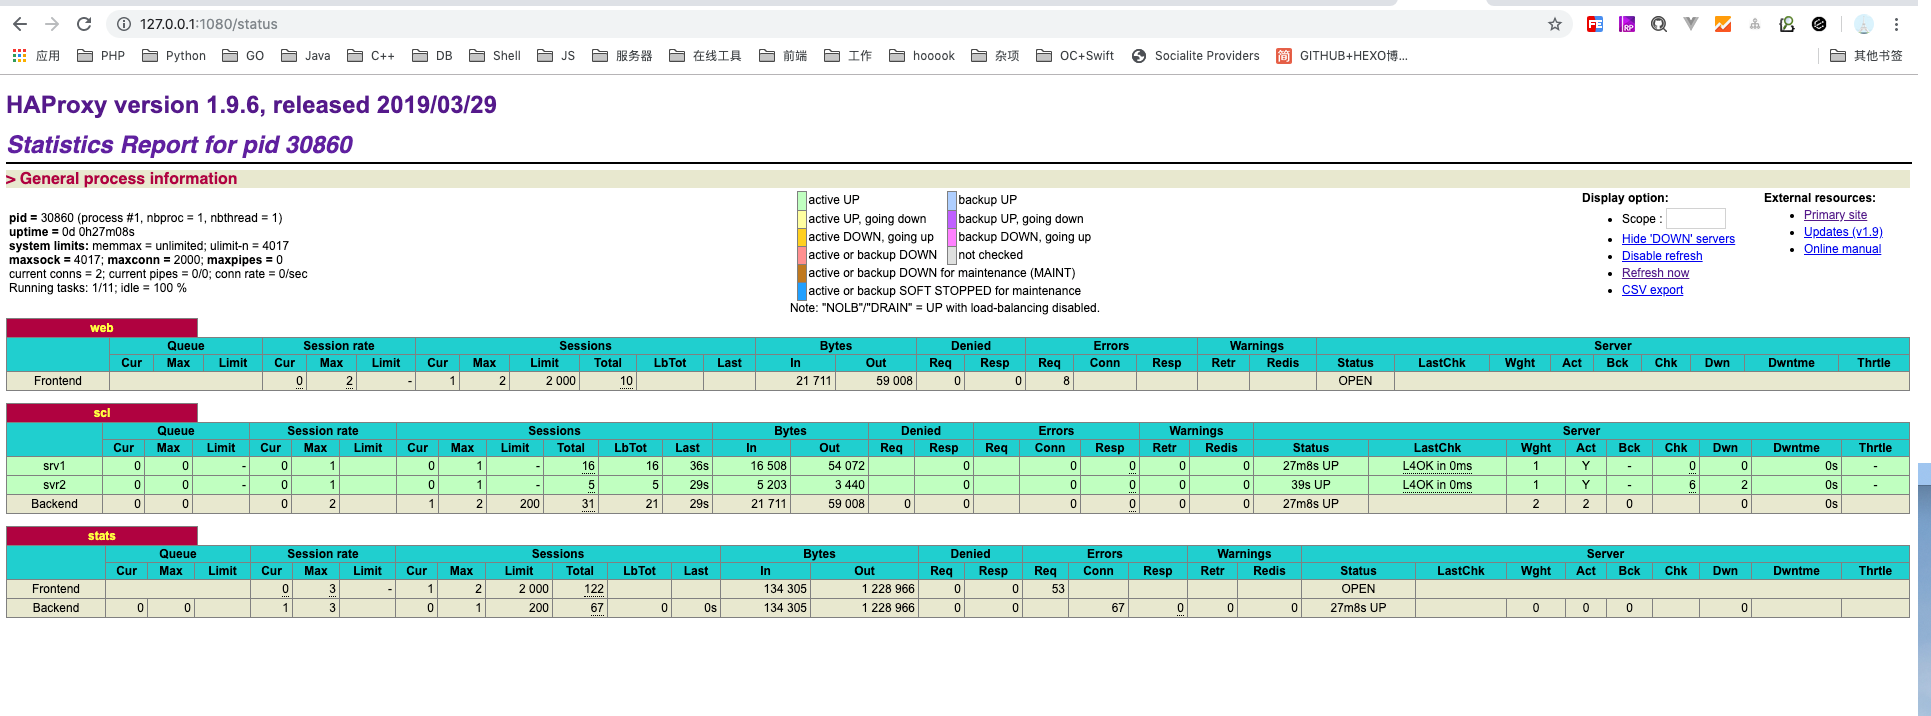 127.0.0.1:1080/status
应用 PHP Python GO Java C++ DB Shell JS 服务器 在线工具 前端 工作 hooook 杂项 OC+Swift Socialite Providers 简 GITHUB+HEXO博... 其他书签
HAProxy version 1.9.6, released 2019/03/29
Statistics Report for pid 30860
> General process information
pid = 30860 (process #1, nbproc = 1, nbthread = 1)
uptime = 0d 0h27m08s
system limits: memmax = unlimited; ulimit-n = 4017
maxsock = 4017; maxconn = 2000; maxpipes = 0
current conns = 2; current pipes = 0/0; conn rate = 0/sec
Running tasks: 1/11; idle = 100 %
active UP backup UP
active UP, going down backup UP, going down
active DOWN, going up backup DOWN, going up
active or backup DOWN not checked
active or backup DOWN for maintenance (MAINT)
active or backup SOFT STOPPED for maintenance
Note: "NOLB"/"DRAIN" = UP with load-balancing disabled.
Display option:
• Scope :
• Hide 'DOWN' servers
• Disable refresh
• Refresh now
• CSV export
External resources:
• Primary site
• Updates (v1.9)
• Online manual
web
Queue Session rate Sessions Bytes Denied Errors Warnings Server
Cur Max Limit Cur Max Limit Cur Max Limit Total LbTot Last In Out Req Resp Req Conn Resp Retr Redis Status LastChk Wght Act Bck Chk Dwn Dwntme Thrtle
Frontend 0 2 - 1 2 2 000 10 21 711 59 008 0 0 8 OPEN
scl
Queue Session rate Sessions Bytes Denied Errors Warnings Server
Cur Max Limit Cur Max Limit Cur Max Limit Total LbTot Last In Out Req Resp Req Conn Resp Retr Redis Status LastChk Wght Act Bck Chk Dwn Dwntme Thrtle
srv1 0 0 - 0 1 0 1 - 16 16 36s 16 508 54 072 0 0 0 0 0 27m8s UP L4OK in 0ms 1 Y - 0 0 0s -
svr2 0 0 - 0 1 0 1 - 5 5 29s 5 203 3 440 0 0 0 0 0 39s UP L4OK in 0ms 1 Y - 6 2 0s -
Backend 0 0 0 2 1 2 200 31 21 29s 21 711 59 008 0 0 0 0 0 0 27m8s UP 2 2 0 0 0s
stats
Queue Session rate Sessions Bytes Denied Errors Warnings Server
Cur Max Limit Cur Max Limit Cur Max Limit Total LbTot Last In Out Req Resp Req Conn Resp Retr Redis Status LastChk Wght Act Bck Chk Dwn Dwntme Thrtle
Frontend 0 3 - 1 2 2 000 122 134 305 1 228 966 0 0 53 OPEN
Backend 0 0 1 3 0 1 200 67 0 0s 134 305 1 228 966 0 0 67 0 0 0 27m8s UP 0 0 0 0